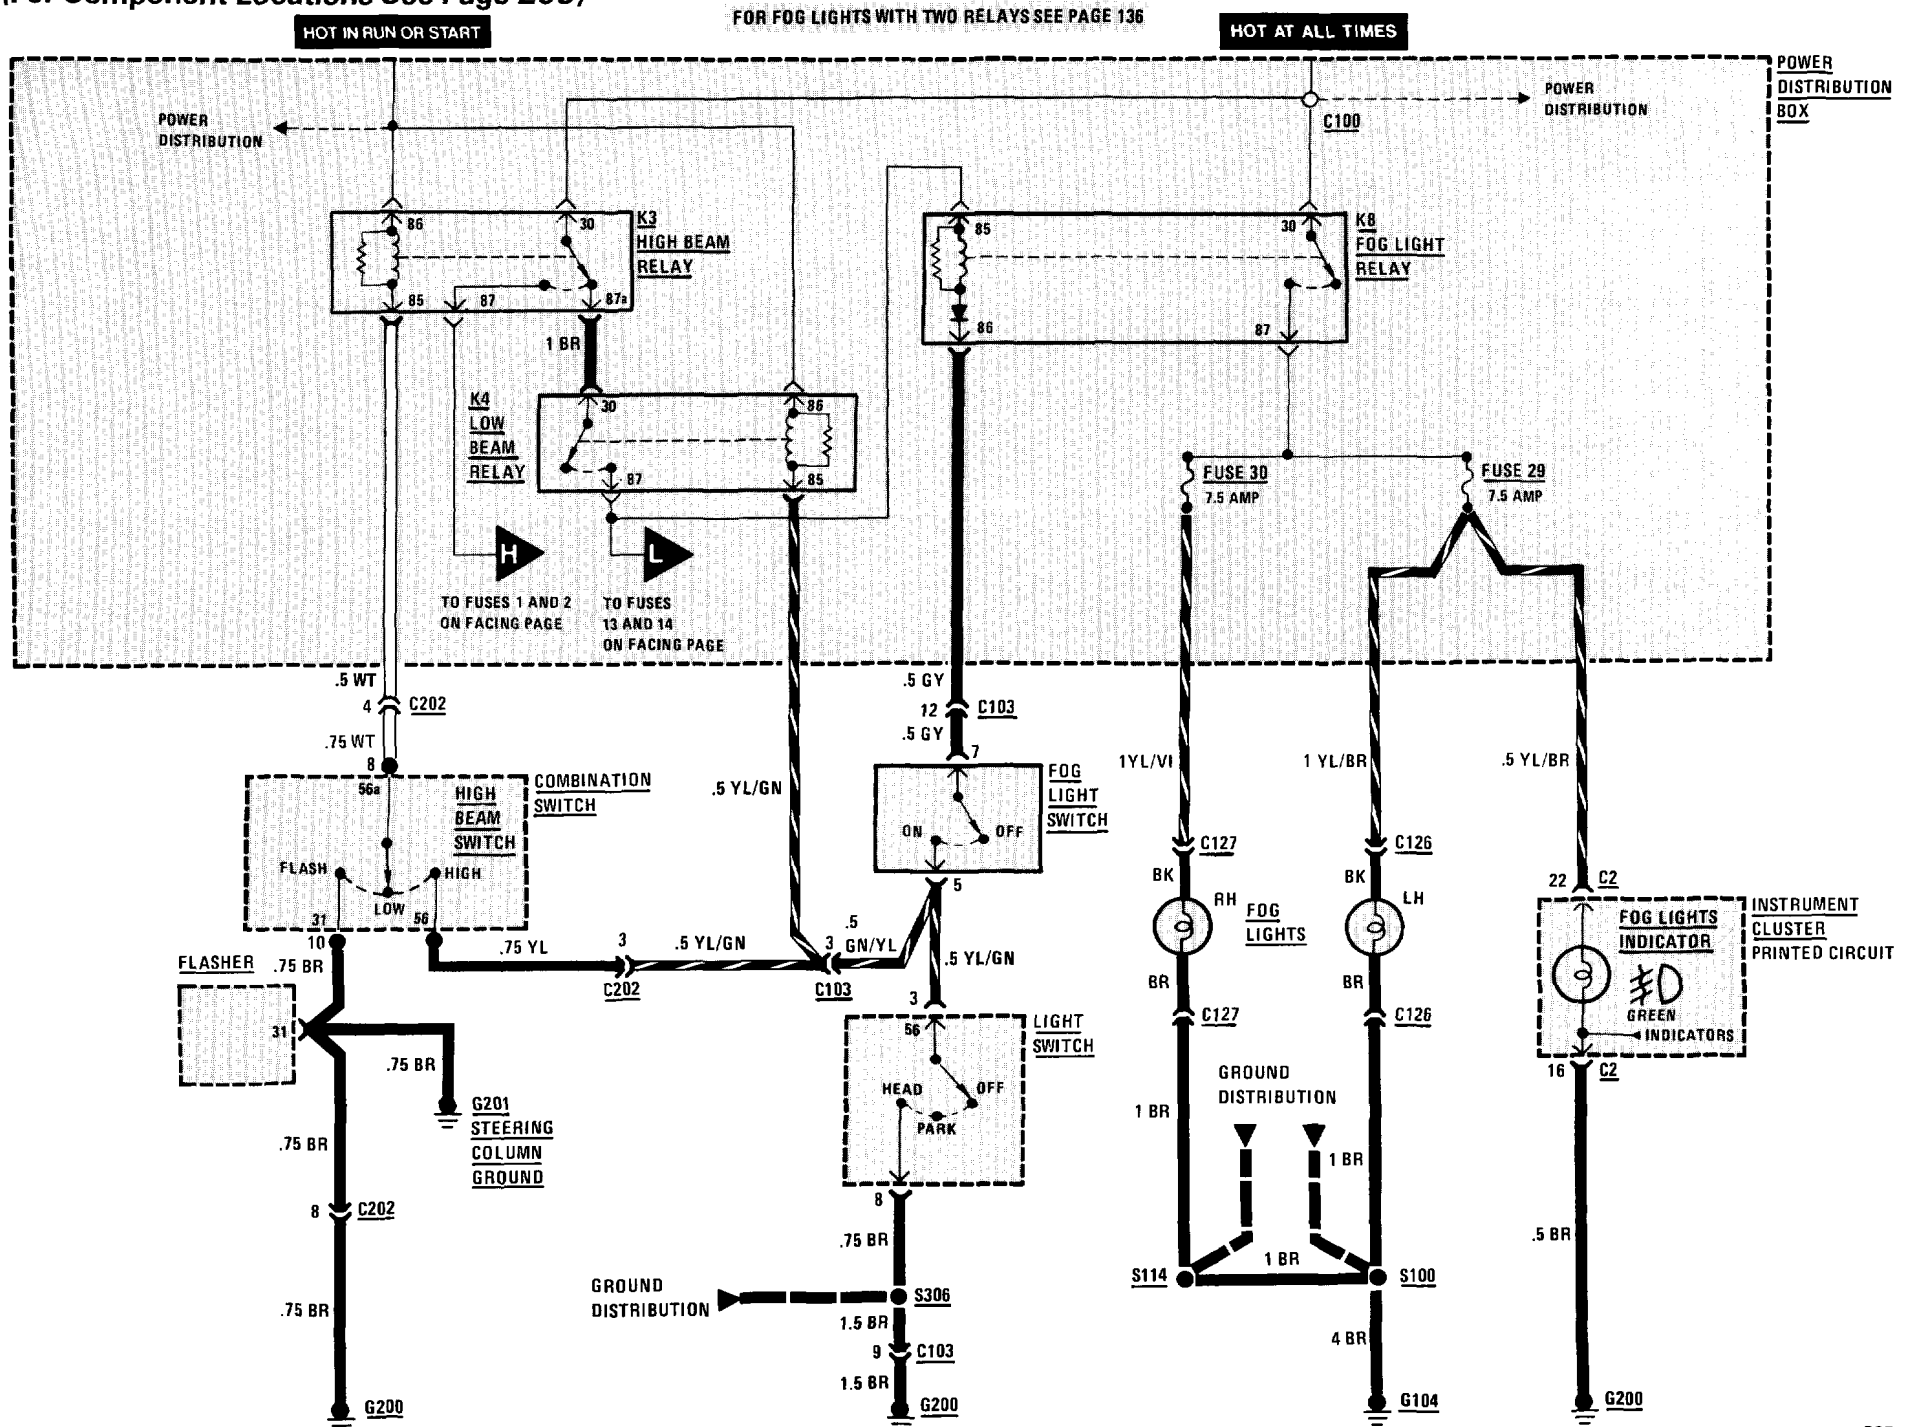 (For Component Locations See Page 230)
FOR FOG LIGHTS WITH TWO RELAYS SEE PAGE 136
HOT IN RUN OR START
HOT AT ALL TIMES
POWER
DISTRIBUTION
BOX
POWER
DISTRIBUTION
POWER
DISTRIBUTION
C100
86
30
K3
HIGH BEAM
RELAY
85
87
87a
85
30
K8
FOG LIGHT
RELAY
86
87
1 BR
K4
LOW
BEAM
RELAY
30
86
87
85
FUSE 30
7.5 AMP
FUSE 29
7.5 AMP
H
L
TO FUSES 1 AND 2
ON FACING PAGE
TO FUSES
13 AND 14
ON FACING PAGE
.5 WT
4
C202
.75 WT
8
.5 GY
12
C103
.5 GY
7
56a
HIGH
BEAM
SWITCH
COMBINATION
SWITCH
FLASH
LOW
HIGH
31
56
10
.5 YL/GN
FOG
LIGHT
SWITCH
ON
OFF
5
1YL/VI
1 YL/BR
.5 YL/BR
C127
C126
BK
BK
RH
FOG
LIGHTS
LH
BR
BR
C127
C126
22
C2
FOG LIGHTS
INDICATOR
GREEN
INDICATORS
INSTRUMENT
CLUSTER
PRINTED CIRCUIT
16
C2
FLASHER
.75 BR
31
.75 YL
3
C202
.5 YL/GN
3
C103
.5
GN/YL
.5 YL/GN
3
56
LIGHT
SWITCH
HEAD
OFF
PARK
8
.75 BR
G201
STEERING
COLUMN
GROUND
.75 BR
8
C202
.75 BR
G200
GROUND
DISTRIBUTION
.75 BR
S306
1.5 BR
9
C103
1.5 BR
G200
GROUND
DISTRIBUTION
1 BR
1 BR
1 BR
S114
S100
4 BR
G104
.5 BR
G200